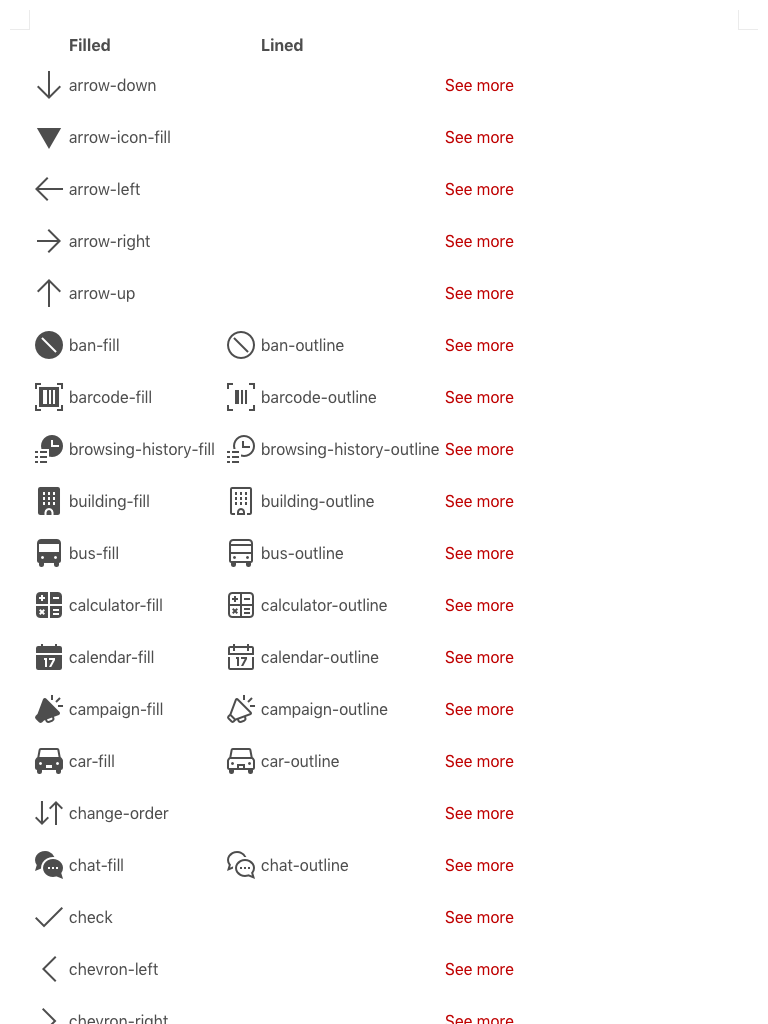 Filled Lined
arrow-down See more
arrow-icon-fill See more
arrow-left See more
arrow-right See more
arrow-up See more
ban-fill ban-outline See more
barcode-fill barcode-outline See more
browsing-history-fill browsing-history-outline See more
building-fill building-outline See more
bus-fill bus-outline See more
calculator-fill calculator-outline See more
17 calendar-fill 17 calendar-outline See more
campaign-fill campaign-outline See more
car-fill car-outline See more
change-order See more
chat-fill chat-outline See more
check See more
chevron-left See more
chevron-right See more